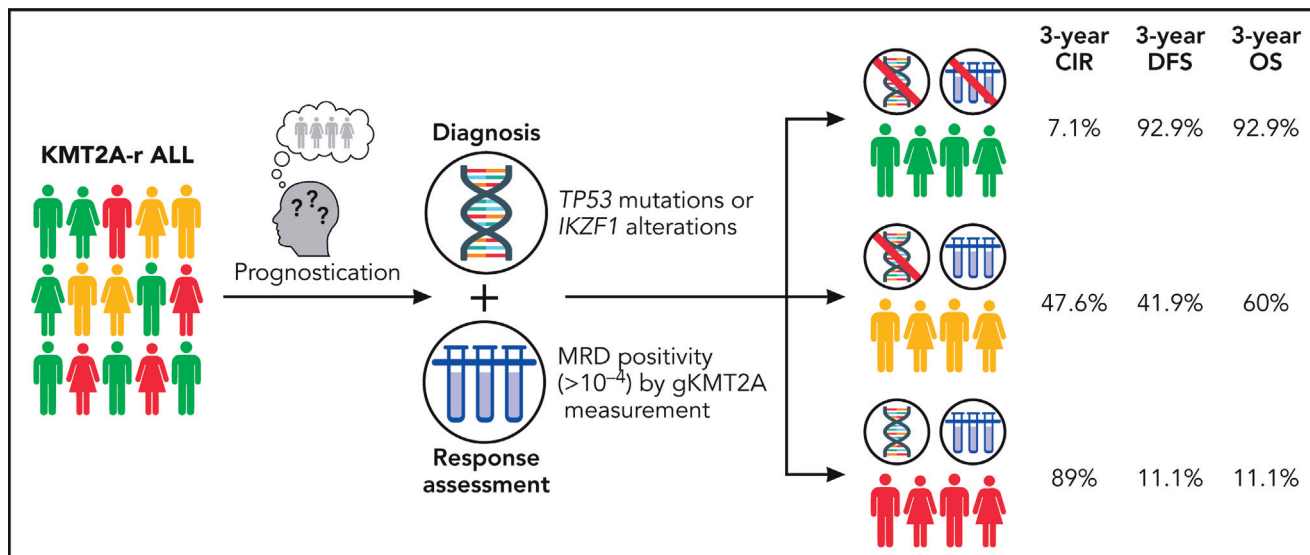 KMT2A-r ALL
???
Prognostication
Diagnosis
TP53 mutations or
IKZF1 alterations
+
MRD positivity
(>10–4) by gKMT2A
measurement
Response
assessment
3-year 3-year 3-year
CIR DFS OS
7.1% 92.9% 92.9%
47.6% 41.9% 60%
89% 11.1% 11.1%